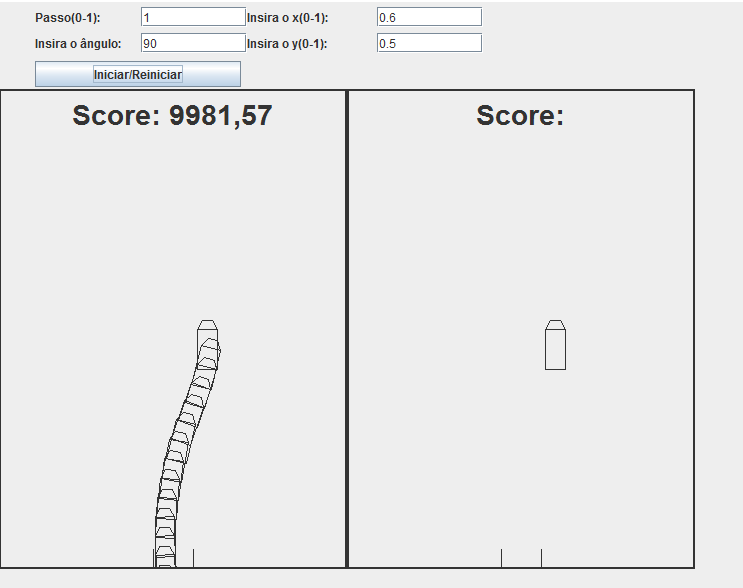 Passo(0-1): 1 Insira o x(0-1): 0.6
Insira o ângulo: 90 Insira o y(0-1): 0.5
Iniciar/Reiniciar
Score: 9981,57 Score: